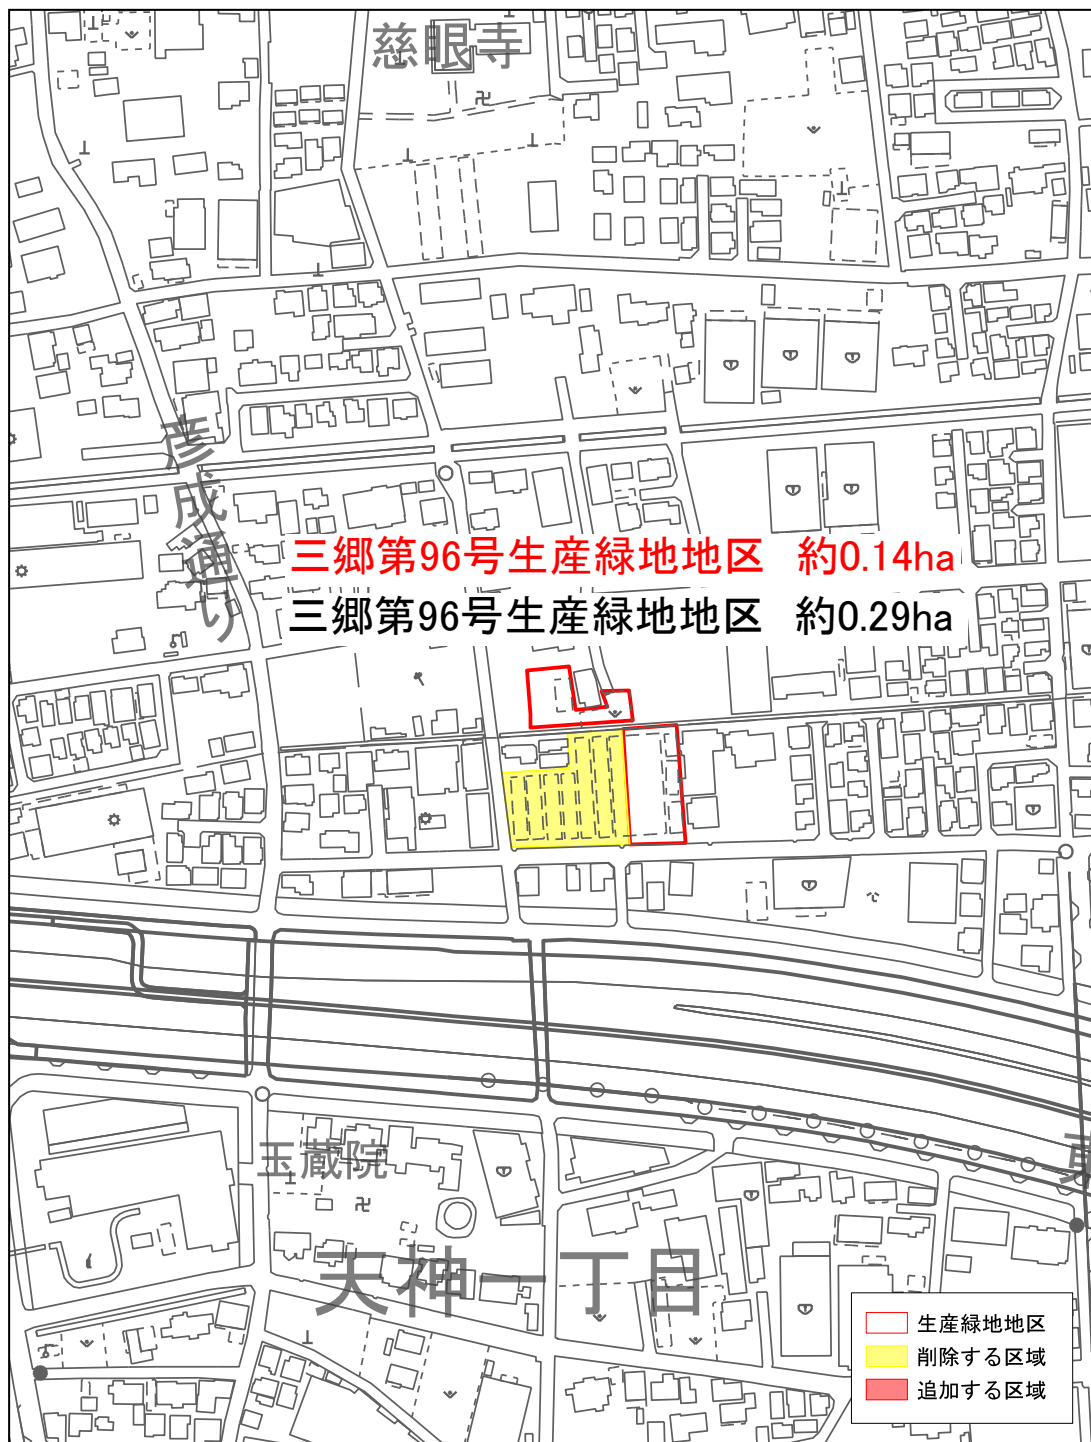 慈眼寺
彦成通り
三郷第96号生産緑地地区　約0.14ha
三郷第96号生産緑地地区　約0.29ha
玉蔵院
天神一丁目
東
生産緑地地区
削除する区域
追加する区域